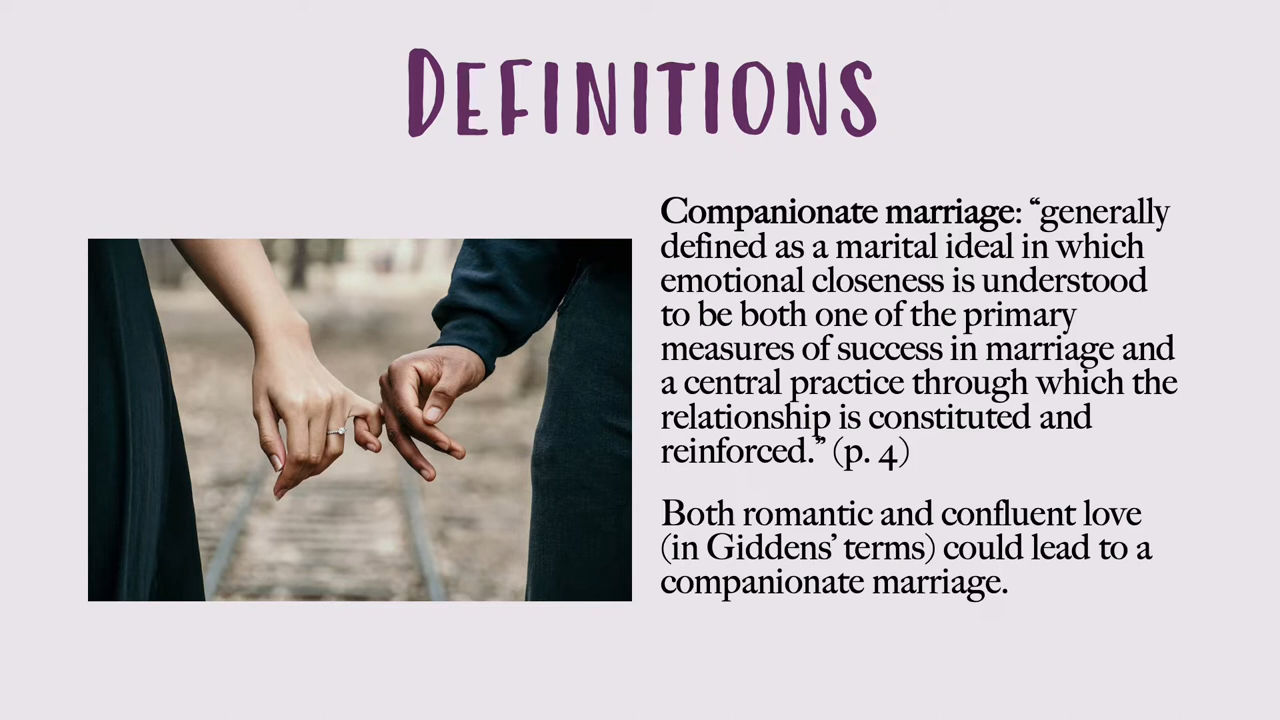 DEFINITIONS
Companionate marriage: “generally
defined as a marital ideal in which
emotional closeness is understood
to be both one of the primary
measures of success in marriage and
a central practice through which the
relationship is constituted and
reinforced.” (p. 4)
Both romantic and confluent love
(in Giddens’ terms) could lead to a
companionate marriage.